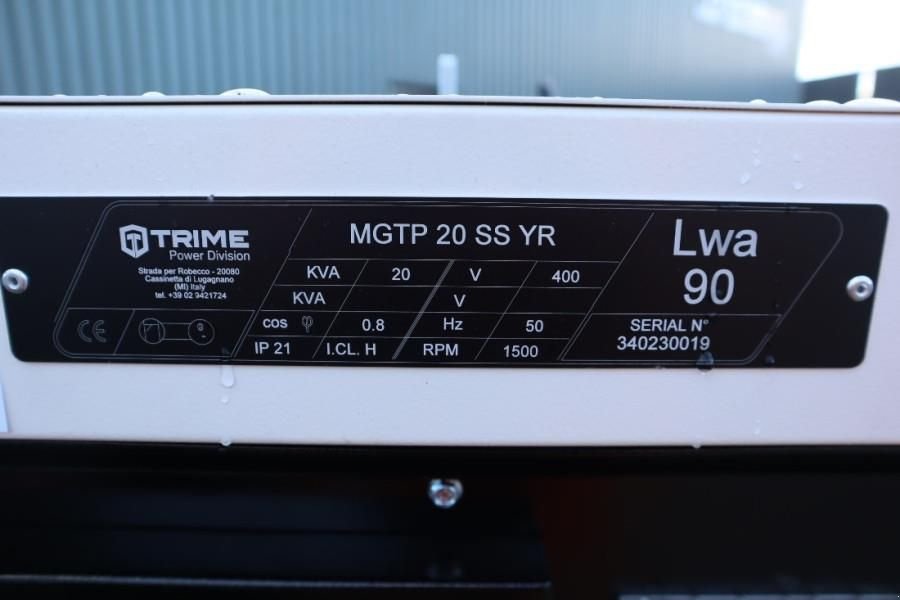 TRIME
Power Division
Strada per Robecco - 20080
Cassinetta di Lugagnano
(MI) Italy
tel. +39 02 9421724
CE
MGTP 20 SS YR
KVA 20 V 400
KVA V
cos φ 0.8 Hz 50
IP 21 I.CL. H RPM 1500
Lwa
90
SERIAL N°
340230019